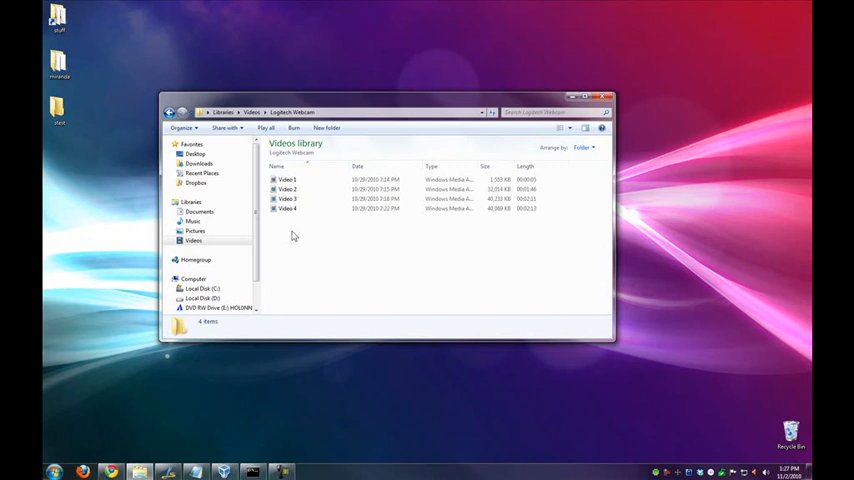 stuff
miranda
stest
Libraries Videos Logitech Webcam
Search Logitech Webcam
Organize Share with Play all Burn New folder
Favorites
Desktop
Downloads
Recent Places
Dropbox
Libraries
Documents
Music
Pictures
Videos
Homegroup
Computer
Local Disk (C:)
Local Disk (D:)
DVD RW Drive (E:)
Videos library
Logitech Webcam
Arrange by: Folder
Name Date Type Size Length
Video 1 10/29/2010 7:14 PM Windows Media A... 1,553 KB 00:00:05
Video 2 10/29/2010 7:15 PM Windows Media A... 32,014 KB 00:01:46
Video 3 10/29/2010 7:18 PM Windows Media A... 40,233 KB 00:02:11
Video 4 10/29/2010 7:22 PM Windows Media A... 40,969 KB 00:02:13
4 items
Recycle Bin
1:27 PM
11/2/2010